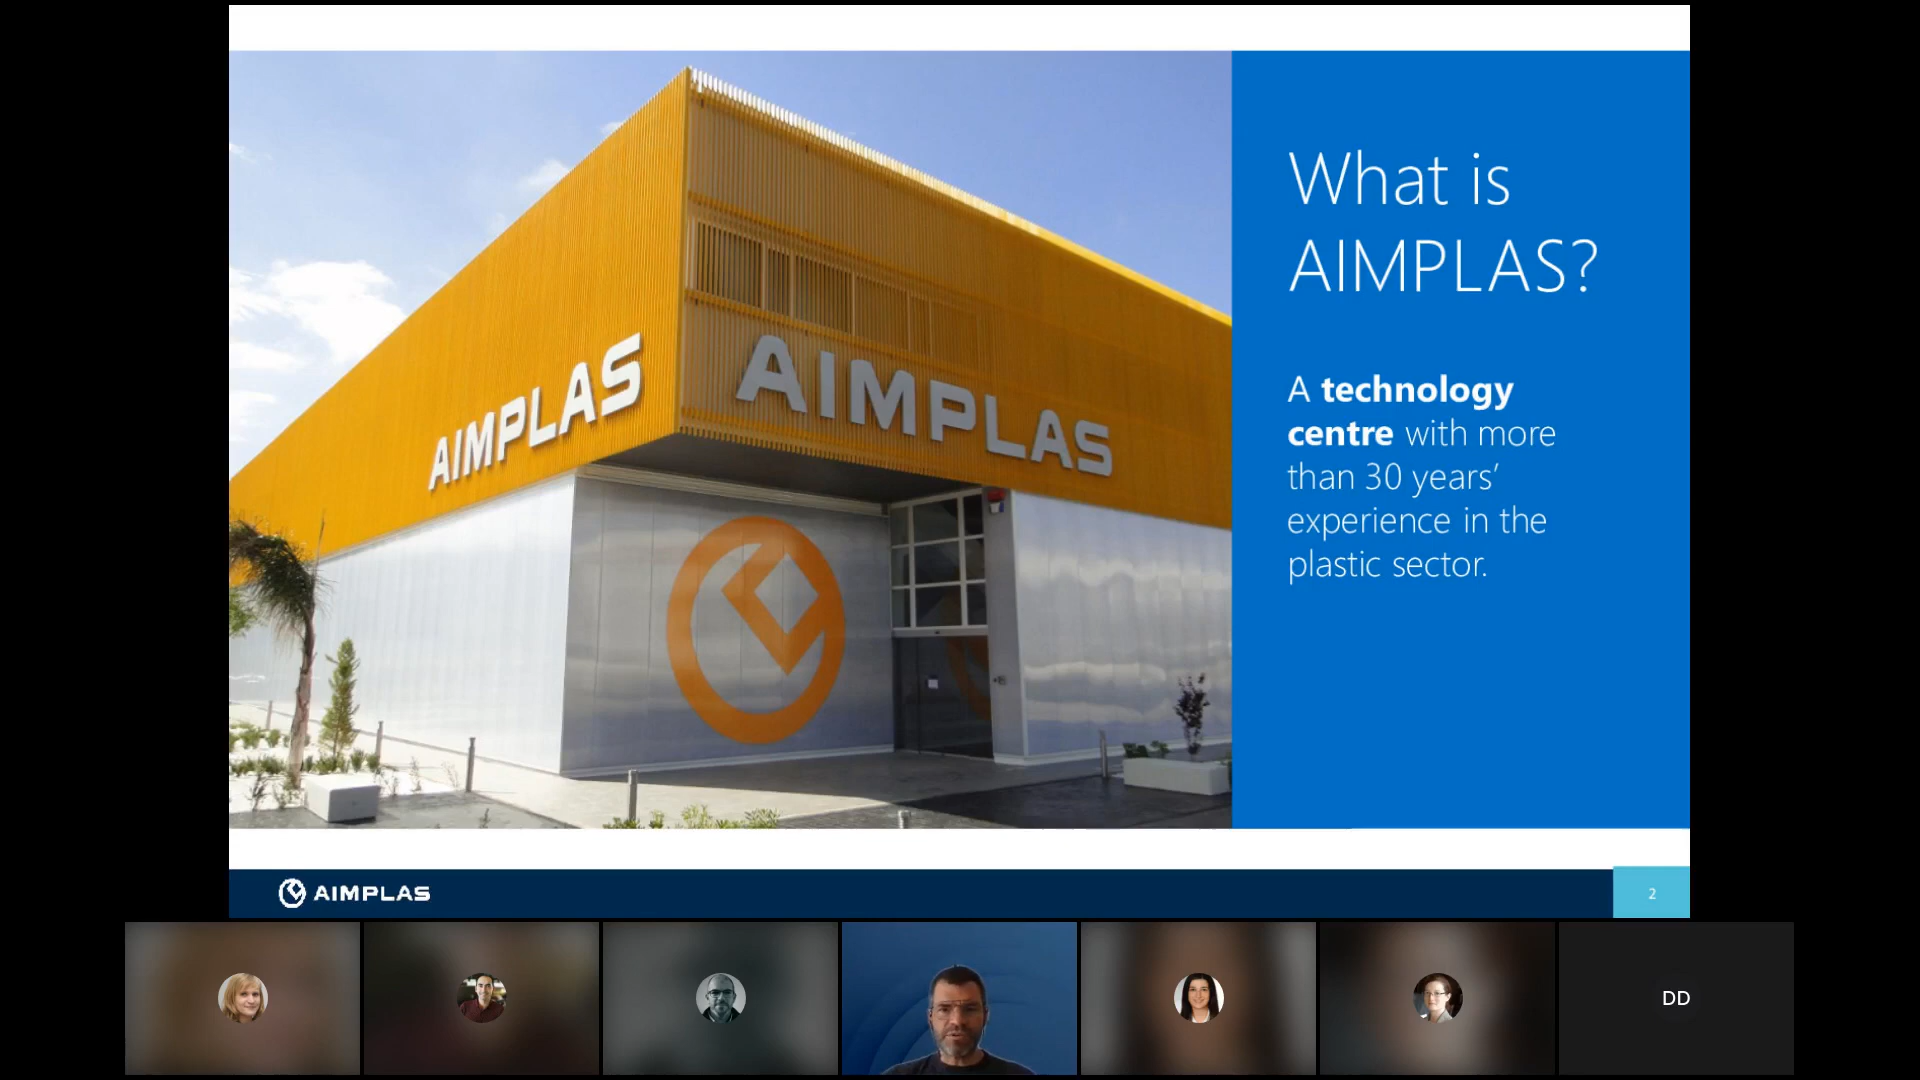 AIMPLAS
AIMPLAS
What is
AIMPLAS?
A technology
centre with more
than 30 years’
experience in the
plastic sector.
AIMPLAS
2
DD